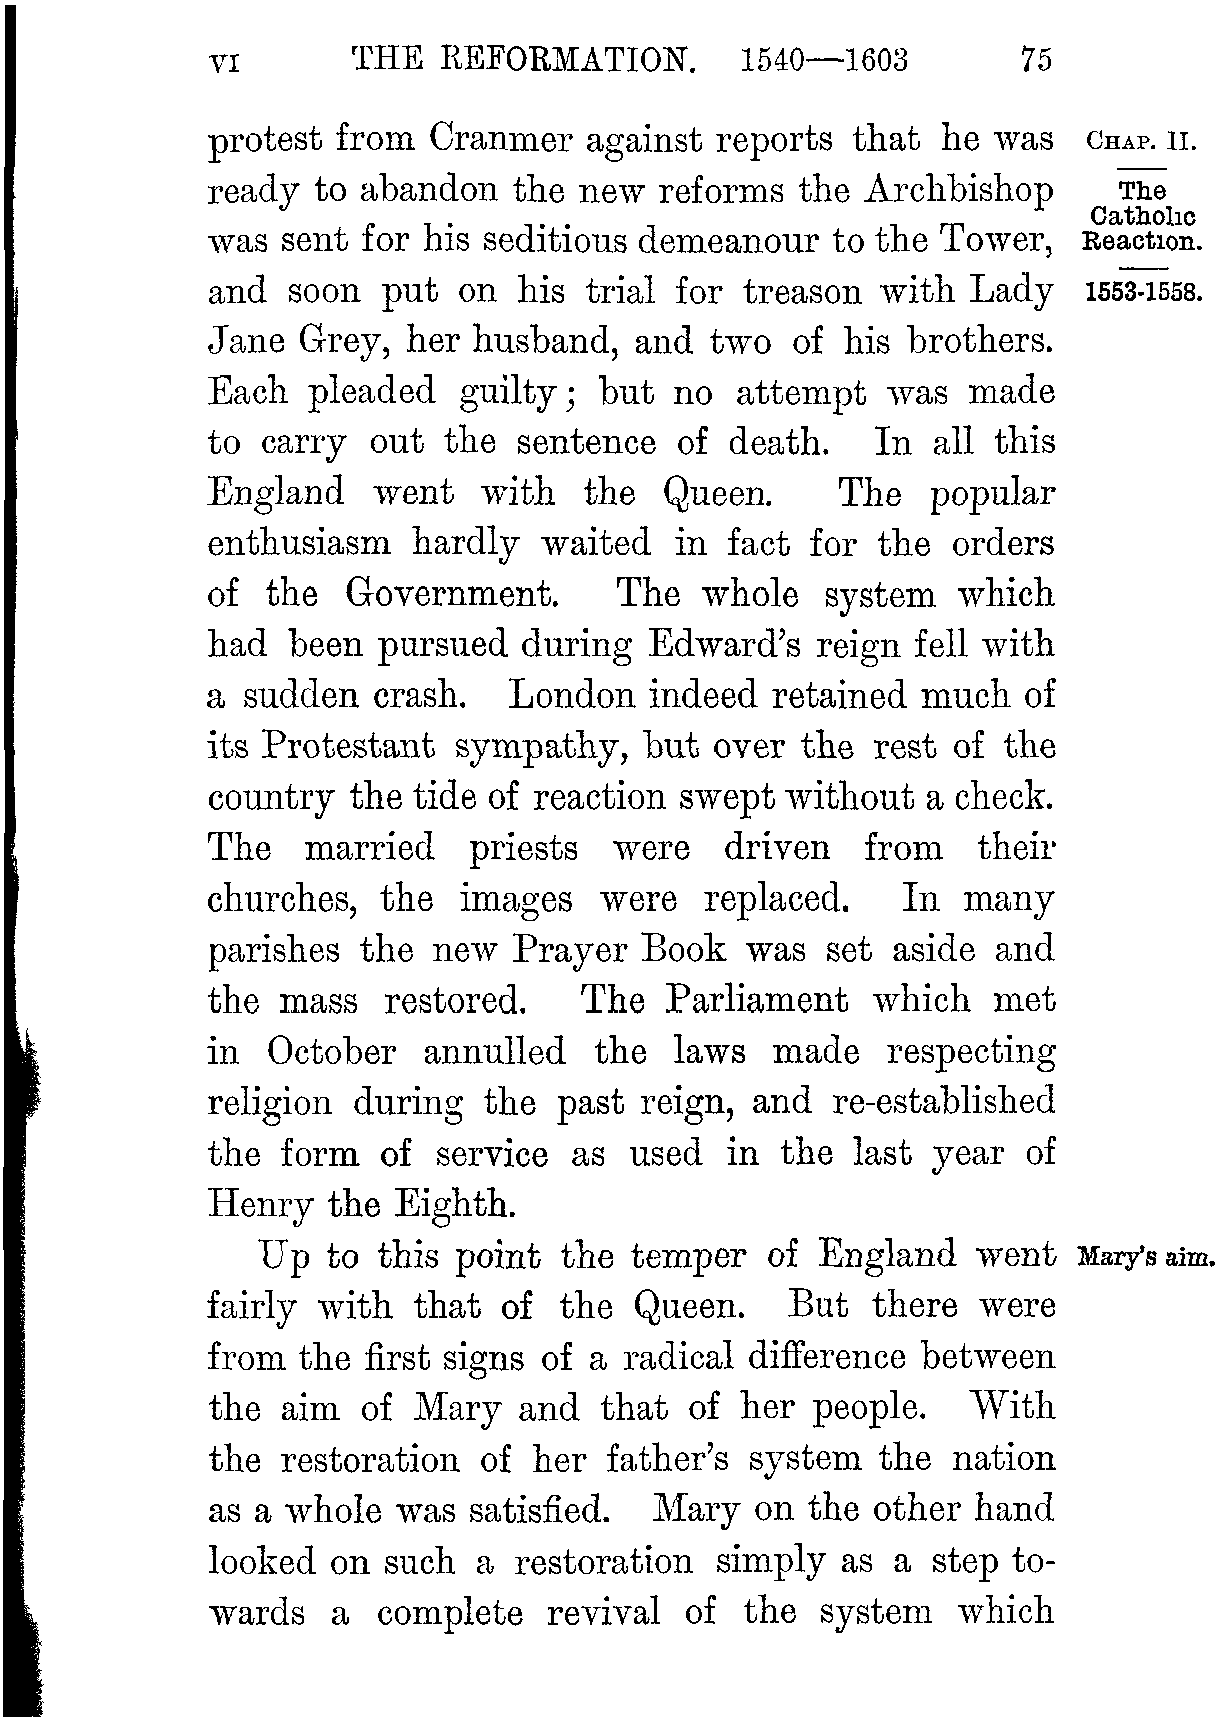 VI THE REFORMATION. 1540—1603 75
protest from Cranmer against reports that he was
ready to abandon the new reforms the Archbishop
was sent for his seditious demeanour to the Tower,
and soon put on his trial for treason with Lady
Jane Grey, her husband, and two of his brothers.
Each pleaded guilty; but no attempt was made
to carry out the sentence of death. In all this
England went with the Queen. The popular
enthusiasm hardly waited in fact for the orders
of the Government. The whole system which
had been pursued during Edward's reign fell with
a sudden crash. London indeed retained much of
its Protestant sympathy, but over the rest of the
country the tide of reaction swept without a check.
The married priests were driven from their
churches, the images were replaced. In many
parishes the new Prayer Book was set aside and
the mass restored. The Parliament which met
in October annulled the laws made respecting
religion during the past reign, and re-established
the form of service as used in the last year of
Henry the Eighth.
Up to this point the temper of England went
fairly with that of the Queen. But there were
from the first signs of a radical difference between
the aim of Mary and that of her people. With
the restoration of her father's system the nation
as a whole was satisfied. Mary on the other hand
looked on such a restoration simply as a step to-
wards a complete revival of the system which
CHAP. II.
The
Catholic
Reaction.
1553-1558.
Mary's aim.